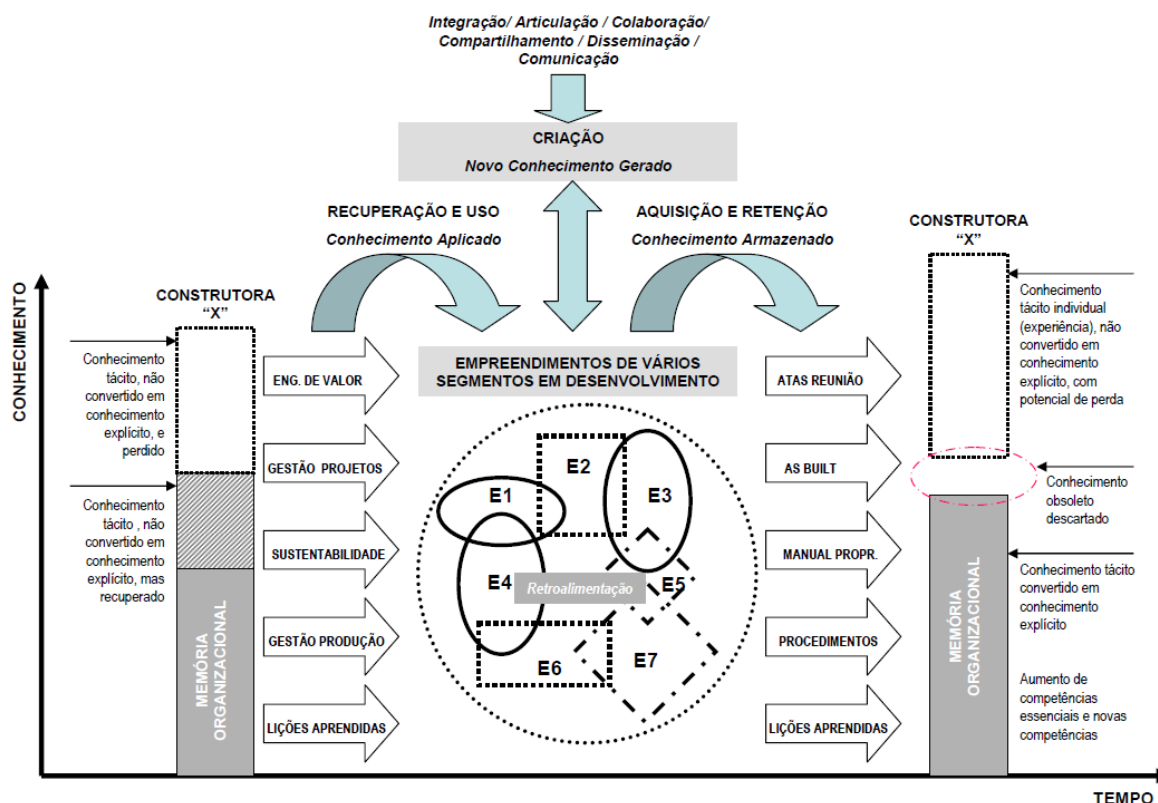 Integração/ Articulação / Colaboração/
Compartilhamento / Disseminação /
Comunicação
CRIAÇÃO
Novo Conhecimento Gerado
RECUPERAÇÃO E USO
Conhecimento Aplicado
AQUISIÇÃO E RETENÇÃO
Conhecimento Armazenado
CONHECIMENTO
CONSTRUTORA
“X”
Conhecimento
tácito, não
convertido em
conhecimento
explícito, e
perdido
Conhecimento
tácito , não
convertido em
conhecimento
explícito, mas
recuperado
MEMÓRIA
ORGANIZACIONAL
ENG. DE VALOR
GESTÃO PROJETOS
SUSTENTABILIDADE
GESTÃO PRODUÇÃO
LIÇÕES APRENDIDAS
EMPREENDIMENTOS DE VÁRIOS
SEGMENTOS EM DESENVOLVIMENTO
E1
E2
E3
E4
Retroalimentação
E5
E6
E7
ATAS REUNIÃO
AS BUILT
MANUAL PROPR.
PROCEDIMENTOS
LIÇÕES APRENDIDAS
CONSTRUTORA
“X”
MEMÓRIA
ORGANIZACIONAL
Conhecimento
tácito individual
(experiência), não
convertido em
conhecimento
explícito, com
potencial de perda
Conhecimento
obsoleto
descartado
Conhecimento tácito
convertido em
conhecimento
explícito
Aumento de
competências
essenciais e novas
competências
TEMPO